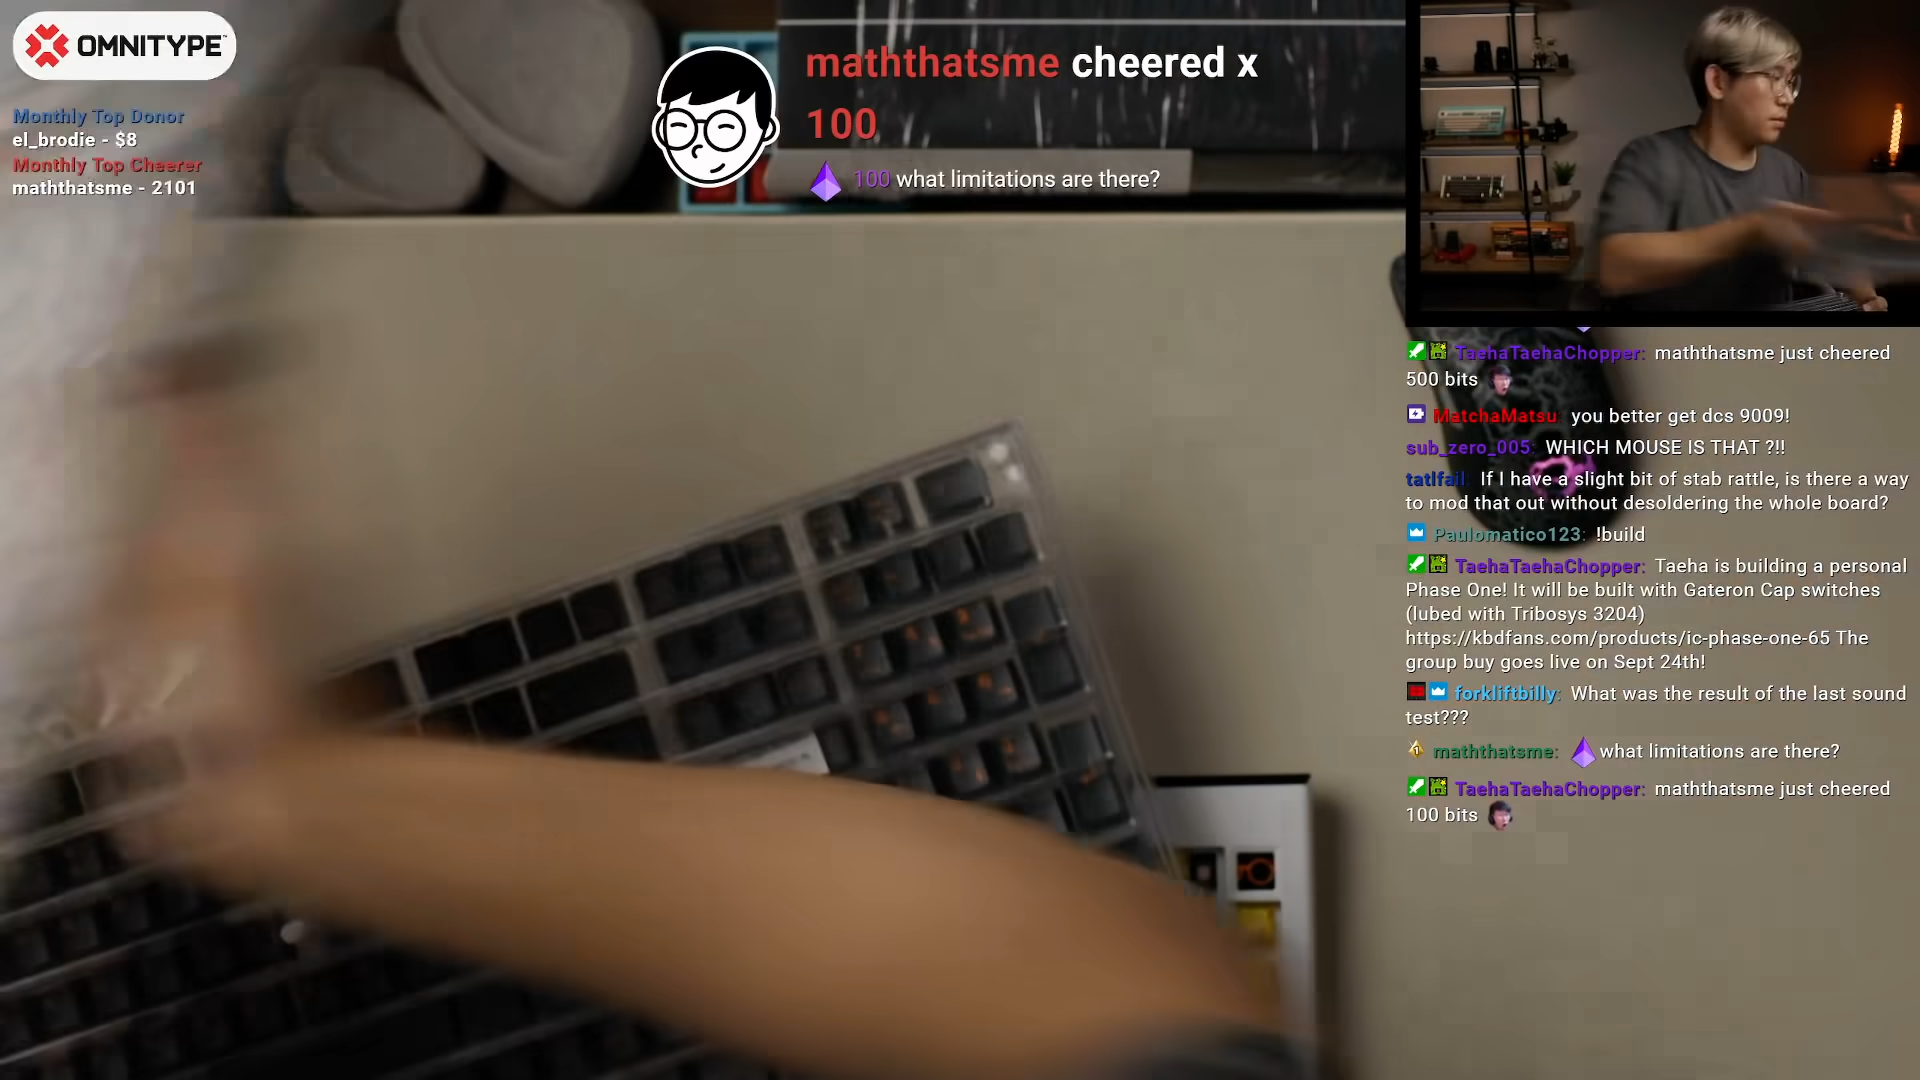 OMNITYPE™
Monthly Top Donor
el_brodie - $8
Monthly Top Cheerer
maththatsme - 2101
maththatsme cheered x
100
100 what limitations are there?
TaehaTaehaChopper: maththatsme just cheered
500 bits
MatchaMatsu: you better get dcs 9009!
sub_zero_005: WHICH MOUSE IS THAT ?!!
tatlfail: If I have a slight bit of stab rattle, is there a way
to mod that out without desoldering the whole board?
Paulomatico123: !build
TaehaTaehaChopper: Taeha is building a personal
Phase One! It will be built with Gateron Cap switches
(lubed with Tribosys 3204)
https://kbdfans.com/products/ic-phase-one-65 The
group buy goes live on Sept 24th!
forkliftbilly: What was the result of the last sound
test???
maththatsme: what limitations are there?
TaehaTaehaChopper: maththatsme just cheered
100 bits